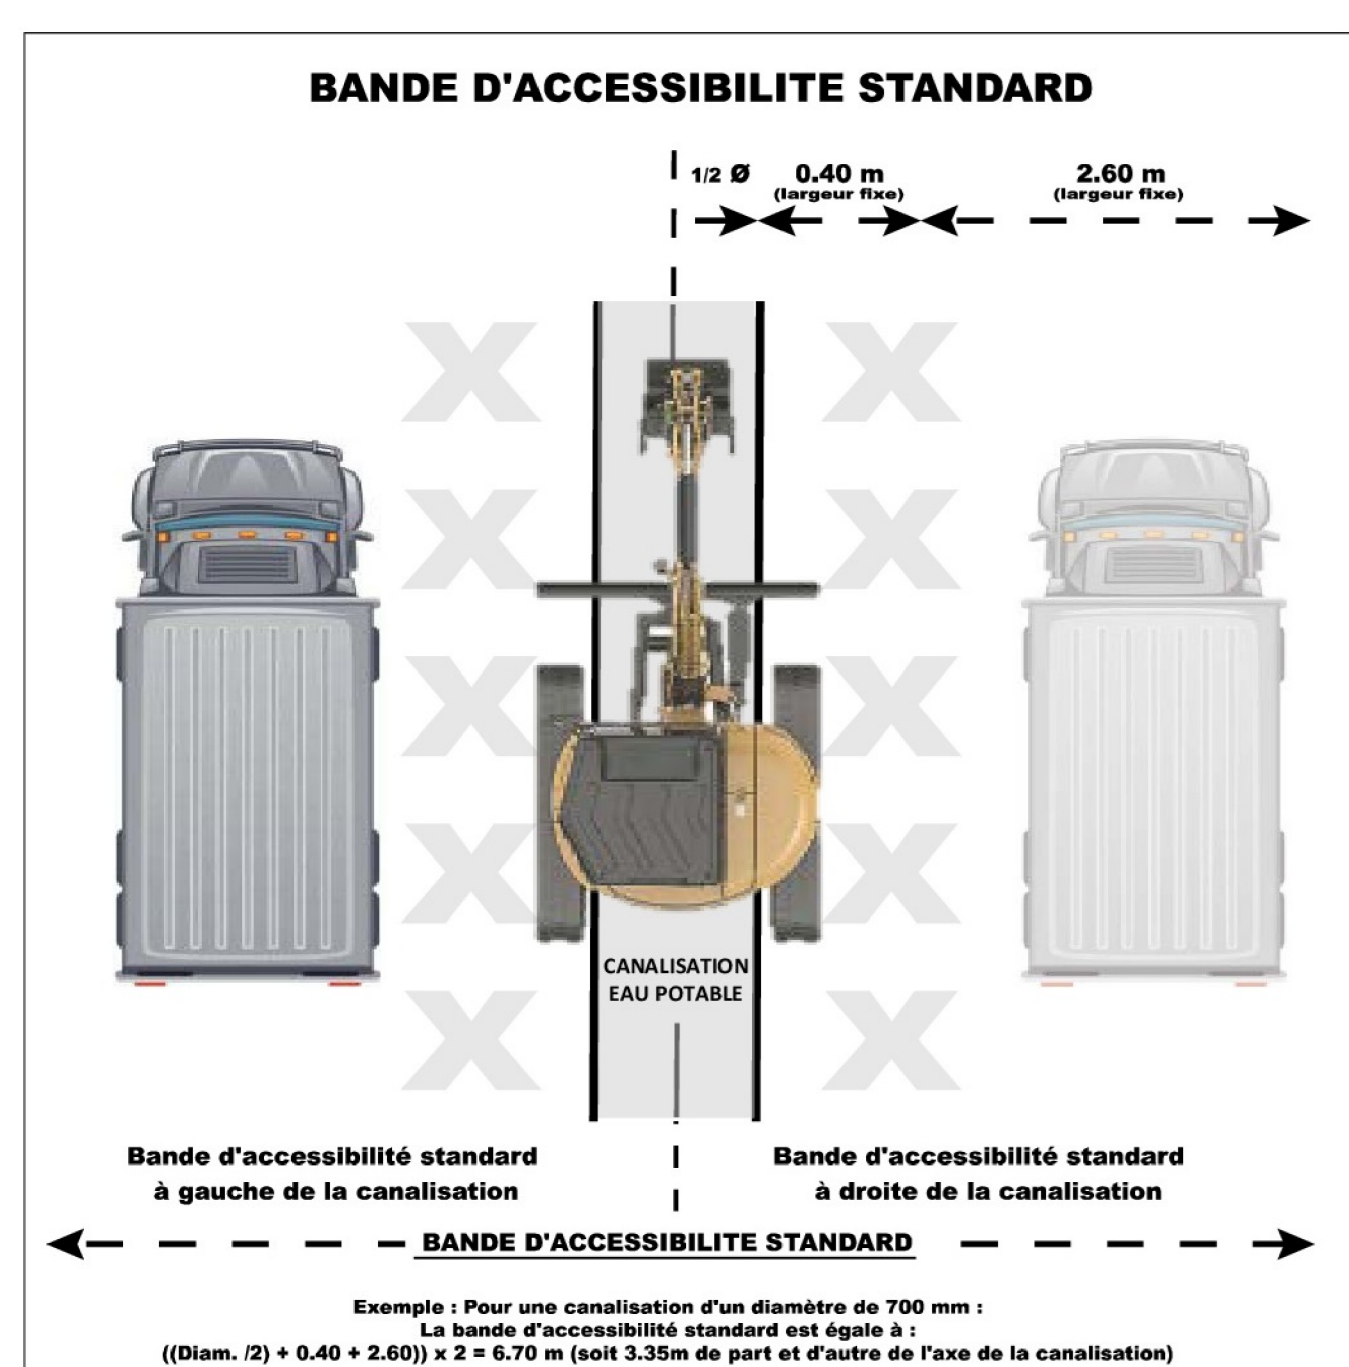 BANDE D'ACCESSIBILITE STANDARD
1/2 Ø 0.40 m 2.60 m
(largeur fixe) (largeur fixe)
X X
X X
X X
X X
CANALISATION
EAU POTABLE
X X
Bande d'accessibilité standard Bande d'accessibilité standard
à gauche de la canalisation à droite de la canalisation
BANDE D'ACCESSIBILITE STANDARD
Exemple : Pour une canalisation d'un diamètre de 700 mm :
La bande d'accessibilité standard est égale à :
((Diam. /2) + 0.40 + 2.60)) x 2 = 6.70 m (soit 3.35m de part et d'autre de l'axe de la canalisation)